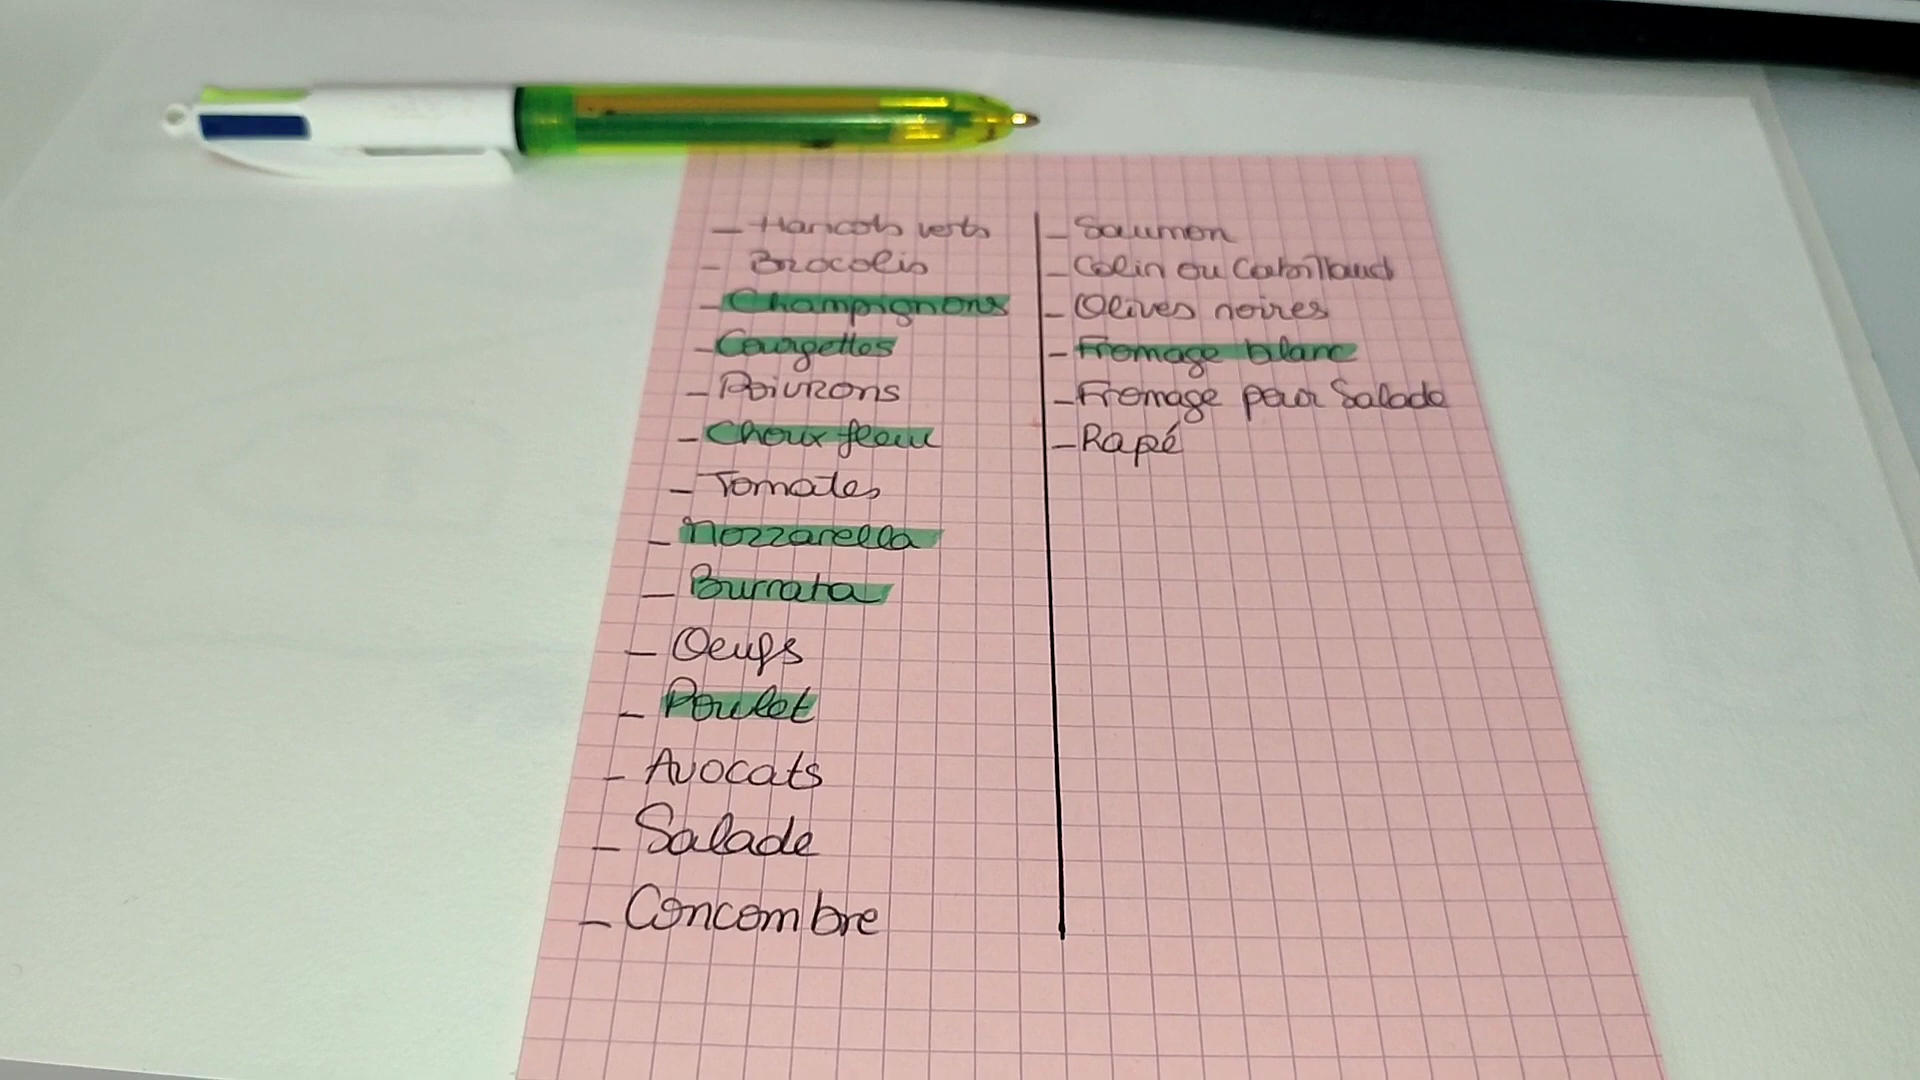 - Haricots verts
- Brocolis
- Champignons
- Courgettes
- Poivrons
- Choux fleur
- Tomates
- Mozzarella
- Burrata
- Oeufs
- Poulet
- Avocats
- Salade
- Concombre
- Saumon
- Colin ou Cabillaud
- Olives noires
- Fromage blanc
- Fromage pour Salade
- Rapé